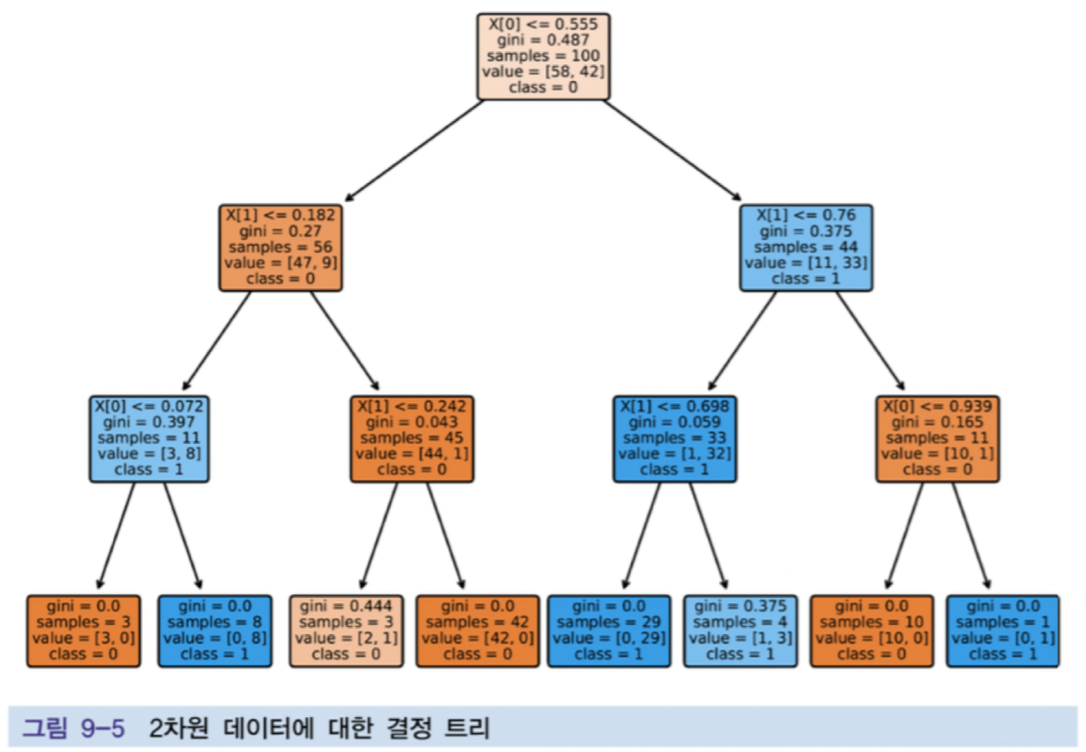 X[0] <= 0.555
gini = 0.487
samples = 100
value = [58, 42]
class = 0
X[1] <= 0.182
gini = 0.27
samples = 56
value = [47, 9]
class = 0
X[1] <= 0.76
gini = 0.375
samples = 44
value = [11, 33]
class = 1
X[0] <= 0.072
gini = 0.397
samples = 11
value = [3, 8]
class = 1
X[1] <= 0.242
gini = 0.043
samples = 45
value = [44, 1]
class = 0
X[1] <= 0.698
gini = 0.059
samples = 33
value = [1, 32]
class = 1
X[0] <= 0.939
gini = 0.165
samples = 11
value = [10, 1]
class = 0
gini = 0.0
samples = 3
value = [3, 0]
class = 0
gini = 0.0
samples = 8
value = [0, 8]
class = 1
gini = 0.444
samples = 3
value = [2, 1]
class = 0
gini = 0.0
samples = 42
value = [42, 0]
class = 0
gini = 0.0
samples = 29
value = [0, 29]
class = 1
gini = 0.375
samples = 4
value = [1, 3]
class = 1
gini = 0.0
samples = 10
value = [10, 0]
class = 0
gini = 0.0
samples = 1
value = [0, 1]
class = 1
그림 9-5 2차원 데이터에 대한 결정 트리